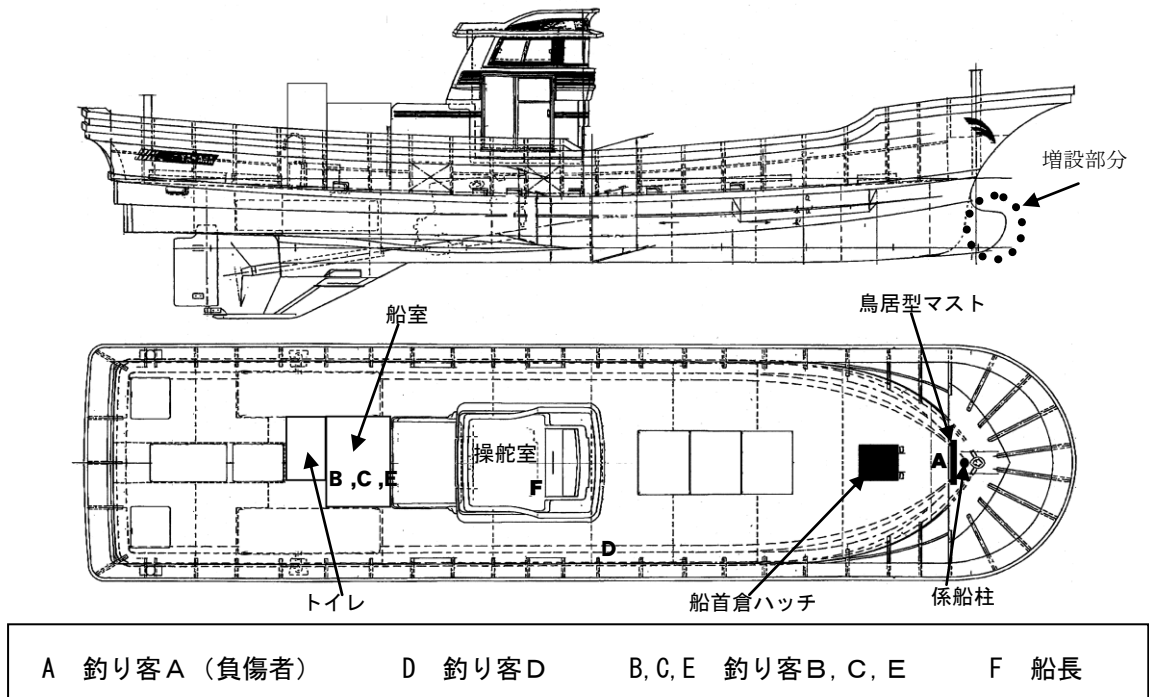 増設部分
鳥居型マスト
船室
操舵室
A
B ,C ,E
F
D
トイレ
船首倉ハッチ
係船柱
A 釣り客A（負傷者） D 釣り客D B,C,E 釣り客B, C, E F 船長